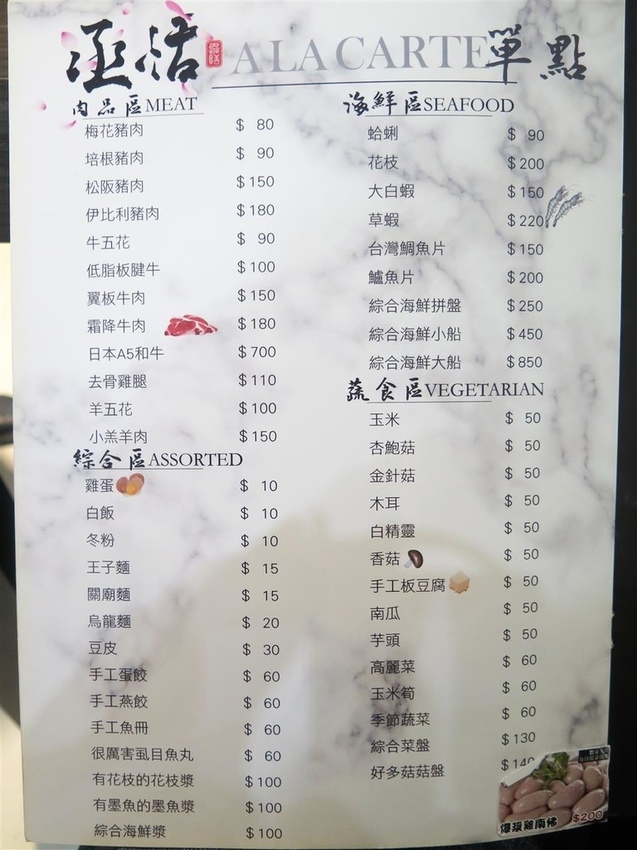 A LA CARTE單點
肉品區MEAT
梅花豬肉 $ 80
培根豬肉 $ 90
松阪豬肉 $150
伊比利豬肉 $180
牛五花 $ 90
低脂板腱牛 $100
翼板牛肉 $150
霜降牛肉 $180
日本A5和牛 $700
去骨雞腿 $110
羊五花 $100
小羔羊肉 $150
綜合區ASSORTED
雞蛋 $ 10
白飯 $ 10
冬粉 $ 10
王子麵 $ 15
關廟麵 $ 15
烏龍麵 $ 20
豆皮 $ 30
手工蛋餃 $ 60
手工燕餃 $ 60
手工魚冊 $ 60
很厲害虱目魚丸 $ 60
有花枝的花枝漿 $100
有墨魚的墨魚漿 $100
綜合海鮮漿 $100
海鮮區SEAFOOD
蛤蜊 $ 90
花枝 $200
大白蝦 $150
草蝦 $220
台灣鯛魚片 $150
鱸魚片 $200
綜合海鮮拼盤 $250
綜合海鮮小船 $450
綜合海鮮大船 $850
蔬食區VEGETARIAN
玉米 $ 50
杏鮑菇 $ 50
金針菇 $ 50
木耳 $ 50
白精靈 $ 50
香菇 $ 50
手工板豆腐 $ 50
南瓜 $ 50
芋頭 $ 50
高麗菜 $ 60
玉米筍 $ 60
季節蔬菜 $ 60
綜合菜盤 $130
好多菇菇盤 $140
爆漿雞南佛 $200